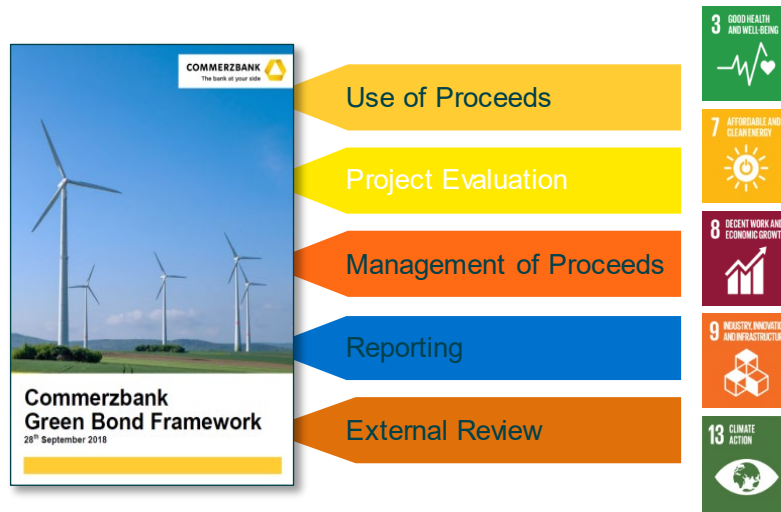 COMMERZBANK
The bank at your side
Commerzbank
Green Bond Framework
28th September 2018
Use of Proceeds
Project Evaluation
Management of Proceeds
Reporting
External Review
3 GOOD HEALTH
AND WELL-BEING
7 AFFORDABLE AND
CLEAN ENERGY
8 DECENT WORK AND
ECONOMIC GROWT
9 INDUSTRY, INNOVATIO
AND INFRASTRUCTUR
13 CLIMATE
ACTION